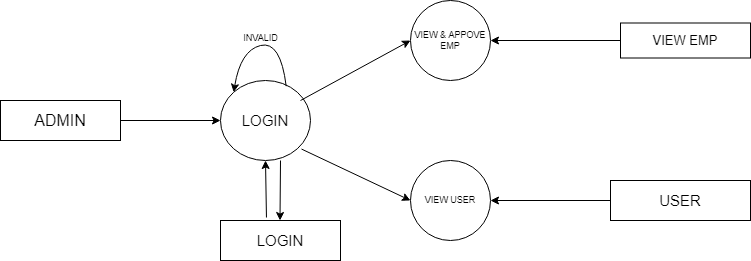 INVALID
VIEW & APPOVE
EMP
VIEW EMP
ADMIN
LOGIN
VIEW USER
USER
LOGIN